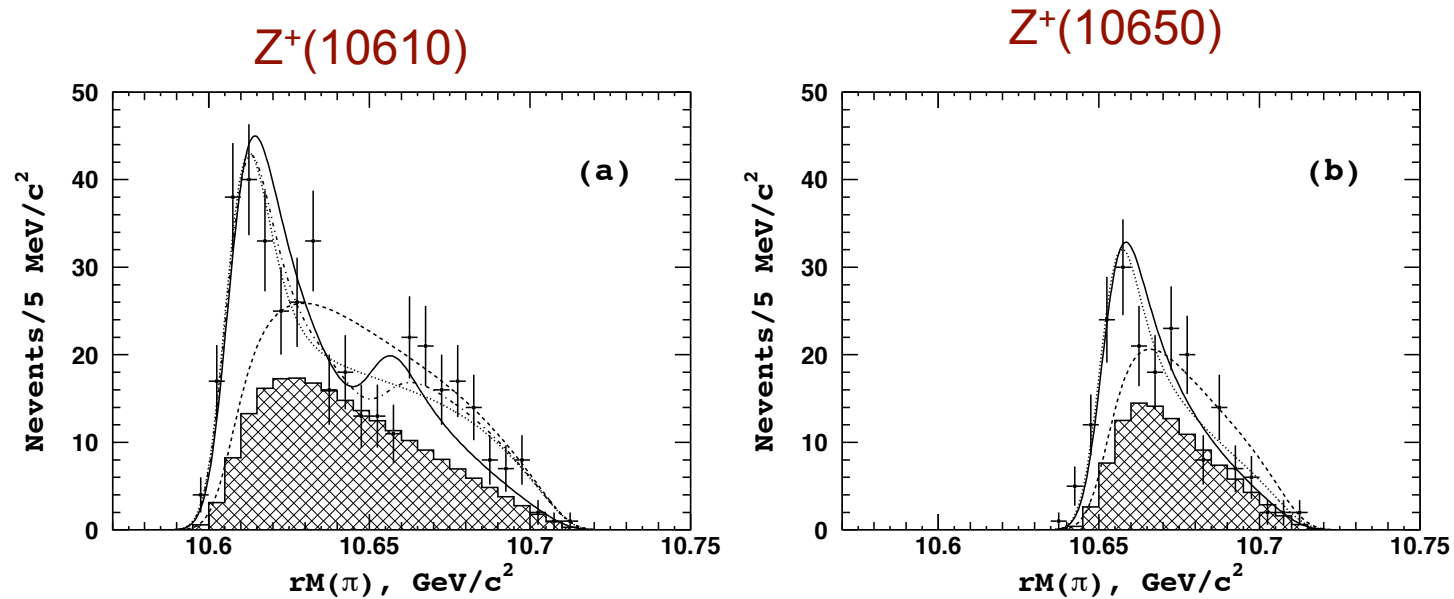 Z⁺(10610)
Nevents/5 MeV/c²
50
40
30
20
10
0
(a)
10.6
10.65
10.7
10.75
rM(π), GeV/c²
Z⁺(10650)
Nevents/5 MeV/c²
50
40
30
20
10
0
(b)
10.6
10.65
10.7
10.75
rM(π), GeV/c²